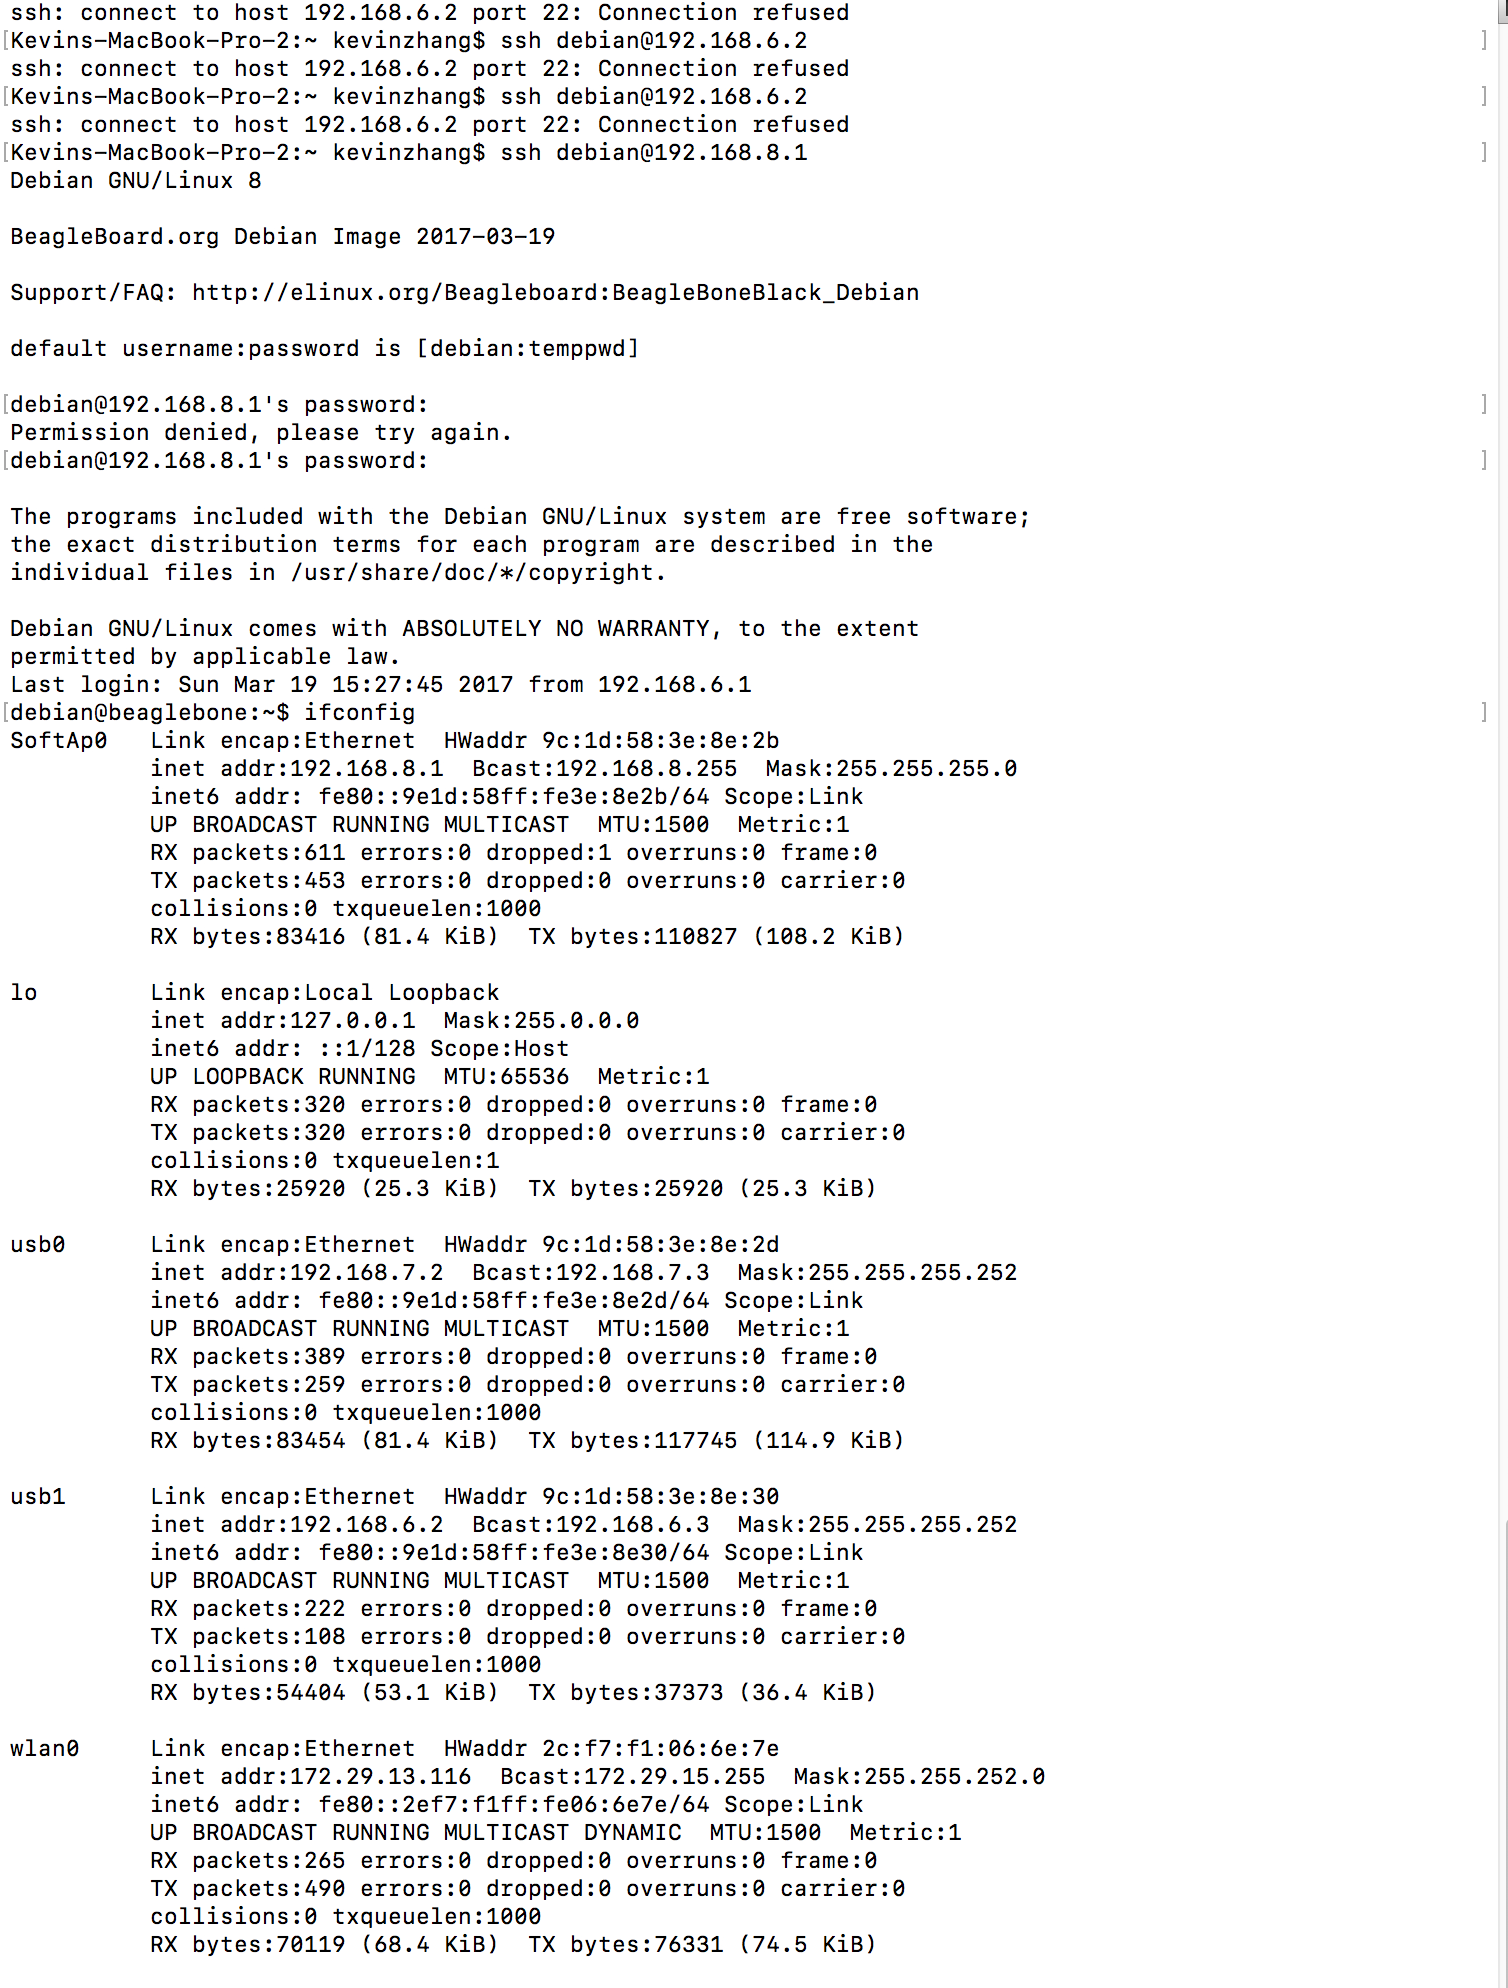 ssh: connect to host 192.168.6.2 port 22: Connection refused
[Kevins-MacBook-Pro-2:~ kevinzhang$ ssh debian@192.168.6.2 ]
ssh: connect to host 192.168.6.2 port 22: Connection refused
[Kevins-MacBook-Pro-2:~ kevinzhang$ ssh debian@192.168.6.2 ]
ssh: connect to host 192.168.6.2 port 22: Connection refused
[Kevins-MacBook-Pro-2:~ kevinzhang$ ssh debian@192.168.8.1 ]
Debian GNU/Linux 8
BeagleBoard.org Debian Image 2017-03-19
Support/FAQ: http://elinux.org/Beagleboard:BeagleBoneBlack_Debian
default username:password is [debian:temppwd]
[debian@192.168.8.1's password: ]
Permission denied, please try again.
[debian@192.168.8.1's password: ]
The programs included with the Debian GNU/Linux system are free software;
the exact distribution terms for each program are described in the
individual files in /usr/share/doc/*/copyright.
Debian GNU/Linux comes with ABSOLUTELY NO WARRANTY, to the extent
permitted by applicable law.
Last login: Sun Mar 19 15:27:45 2017 from 192.168.6.1
[debian@beaglebone:~$ ifconfig ]
SoftAp0   Link encap:Ethernet  HWaddr 9c:1d:58:3e:8e:2b
          inet addr:192.168.8.1  Bcast:192.168.8.255  Mask:255.255.255.0
          inet6 addr: fe80::9e1d:58ff:fe3e:8e2b/64 Scope:Link
          UP BROADCAST RUNNING MULTICAST  MTU:1500  Metric:1
          RX packets:611 errors:0 dropped:1 overruns:0 frame:0
          TX packets:453 errors:0 dropped:0 overruns:0 carrier:0
          collisions:0 txqueuelen:1000
          RX bytes:83416 (81.4 KiB)  TX bytes:110827 (108.2 KiB)
lo        Link encap:Local Loopback
          inet addr:127.0.0.1  Mask:255.0.0.0
          inet6 addr: ::1/128 Scope:Host
          UP LOOPBACK RUNNING  MTU:65536  Metric:1
          RX packets:320 errors:0 dropped:0 overruns:0 frame:0
          TX packets:320 errors:0 dropped:0 overruns:0 carrier:0
          collisions:0 txqueuelen:1
          RX bytes:25920 (25.3 KiB)  TX bytes:25920 (25.3 KiB)
usb0      Link encap:Ethernet  HWaddr 9c:1d:58:3e:8e:2d
          inet addr:192.168.7.2  Bcast:192.168.7.3  Mask:255.255.255.252
          inet6 addr: fe80::9e1d:58ff:fe3e:8e2d/64 Scope:Link
          UP BROADCAST RUNNING MULTICAST  MTU:1500  Metric:1
          RX packets:389 errors:0 dropped:0 overruns:0 frame:0
          TX packets:259 errors:0 dropped:0 overruns:0 carrier:0
          collisions:0 txqueuelen:1000
          RX bytes:83454 (81.4 KiB)  TX bytes:117745 (114.9 KiB)
usb1      Link encap:Ethernet  HWaddr 9c:1d:58:3e:8e:30
          inet addr:192.168.6.2  Bcast:192.168.6.3  Mask:255.255.255.252
          inet6 addr: fe80::9e1d:58ff:fe3e:8e30/64 Scope:Link
          UP BROADCAST RUNNING MULTICAST  MTU:1500  Metric:1
          RX packets:222 errors:0 dropped:0 overruns:0 frame:0
          TX packets:108 errors:0 dropped:0 overruns:0 carrier:0
          collisions:0 txqueuelen:1000
          RX bytes:54404 (53.1 KiB)  TX bytes:37373 (36.4 KiB)
wlan0     Link encap:Ethernet  HWaddr 2c:f7:f1:06:6e:7e
          inet addr:172.29.13.116  Bcast:172.29.15.255  Mask:255.255.252.0
          inet6 addr: fe80::2ef7:f1ff:fe06:6e7e/64 Scope:Link
          UP BROADCAST RUNNING MULTICAST DYNAMIC  MTU:1500  Metric:1
          RX packets:265 errors:0 dropped:0 overruns:0 frame:0
          TX packets:490 errors:0 dropped:0 overruns:0 carrier:0
          collisions:0 txqueuelen:1000
          RX bytes:70119 (68.4 KiB)  TX bytes:76331 (74.5 KiB)